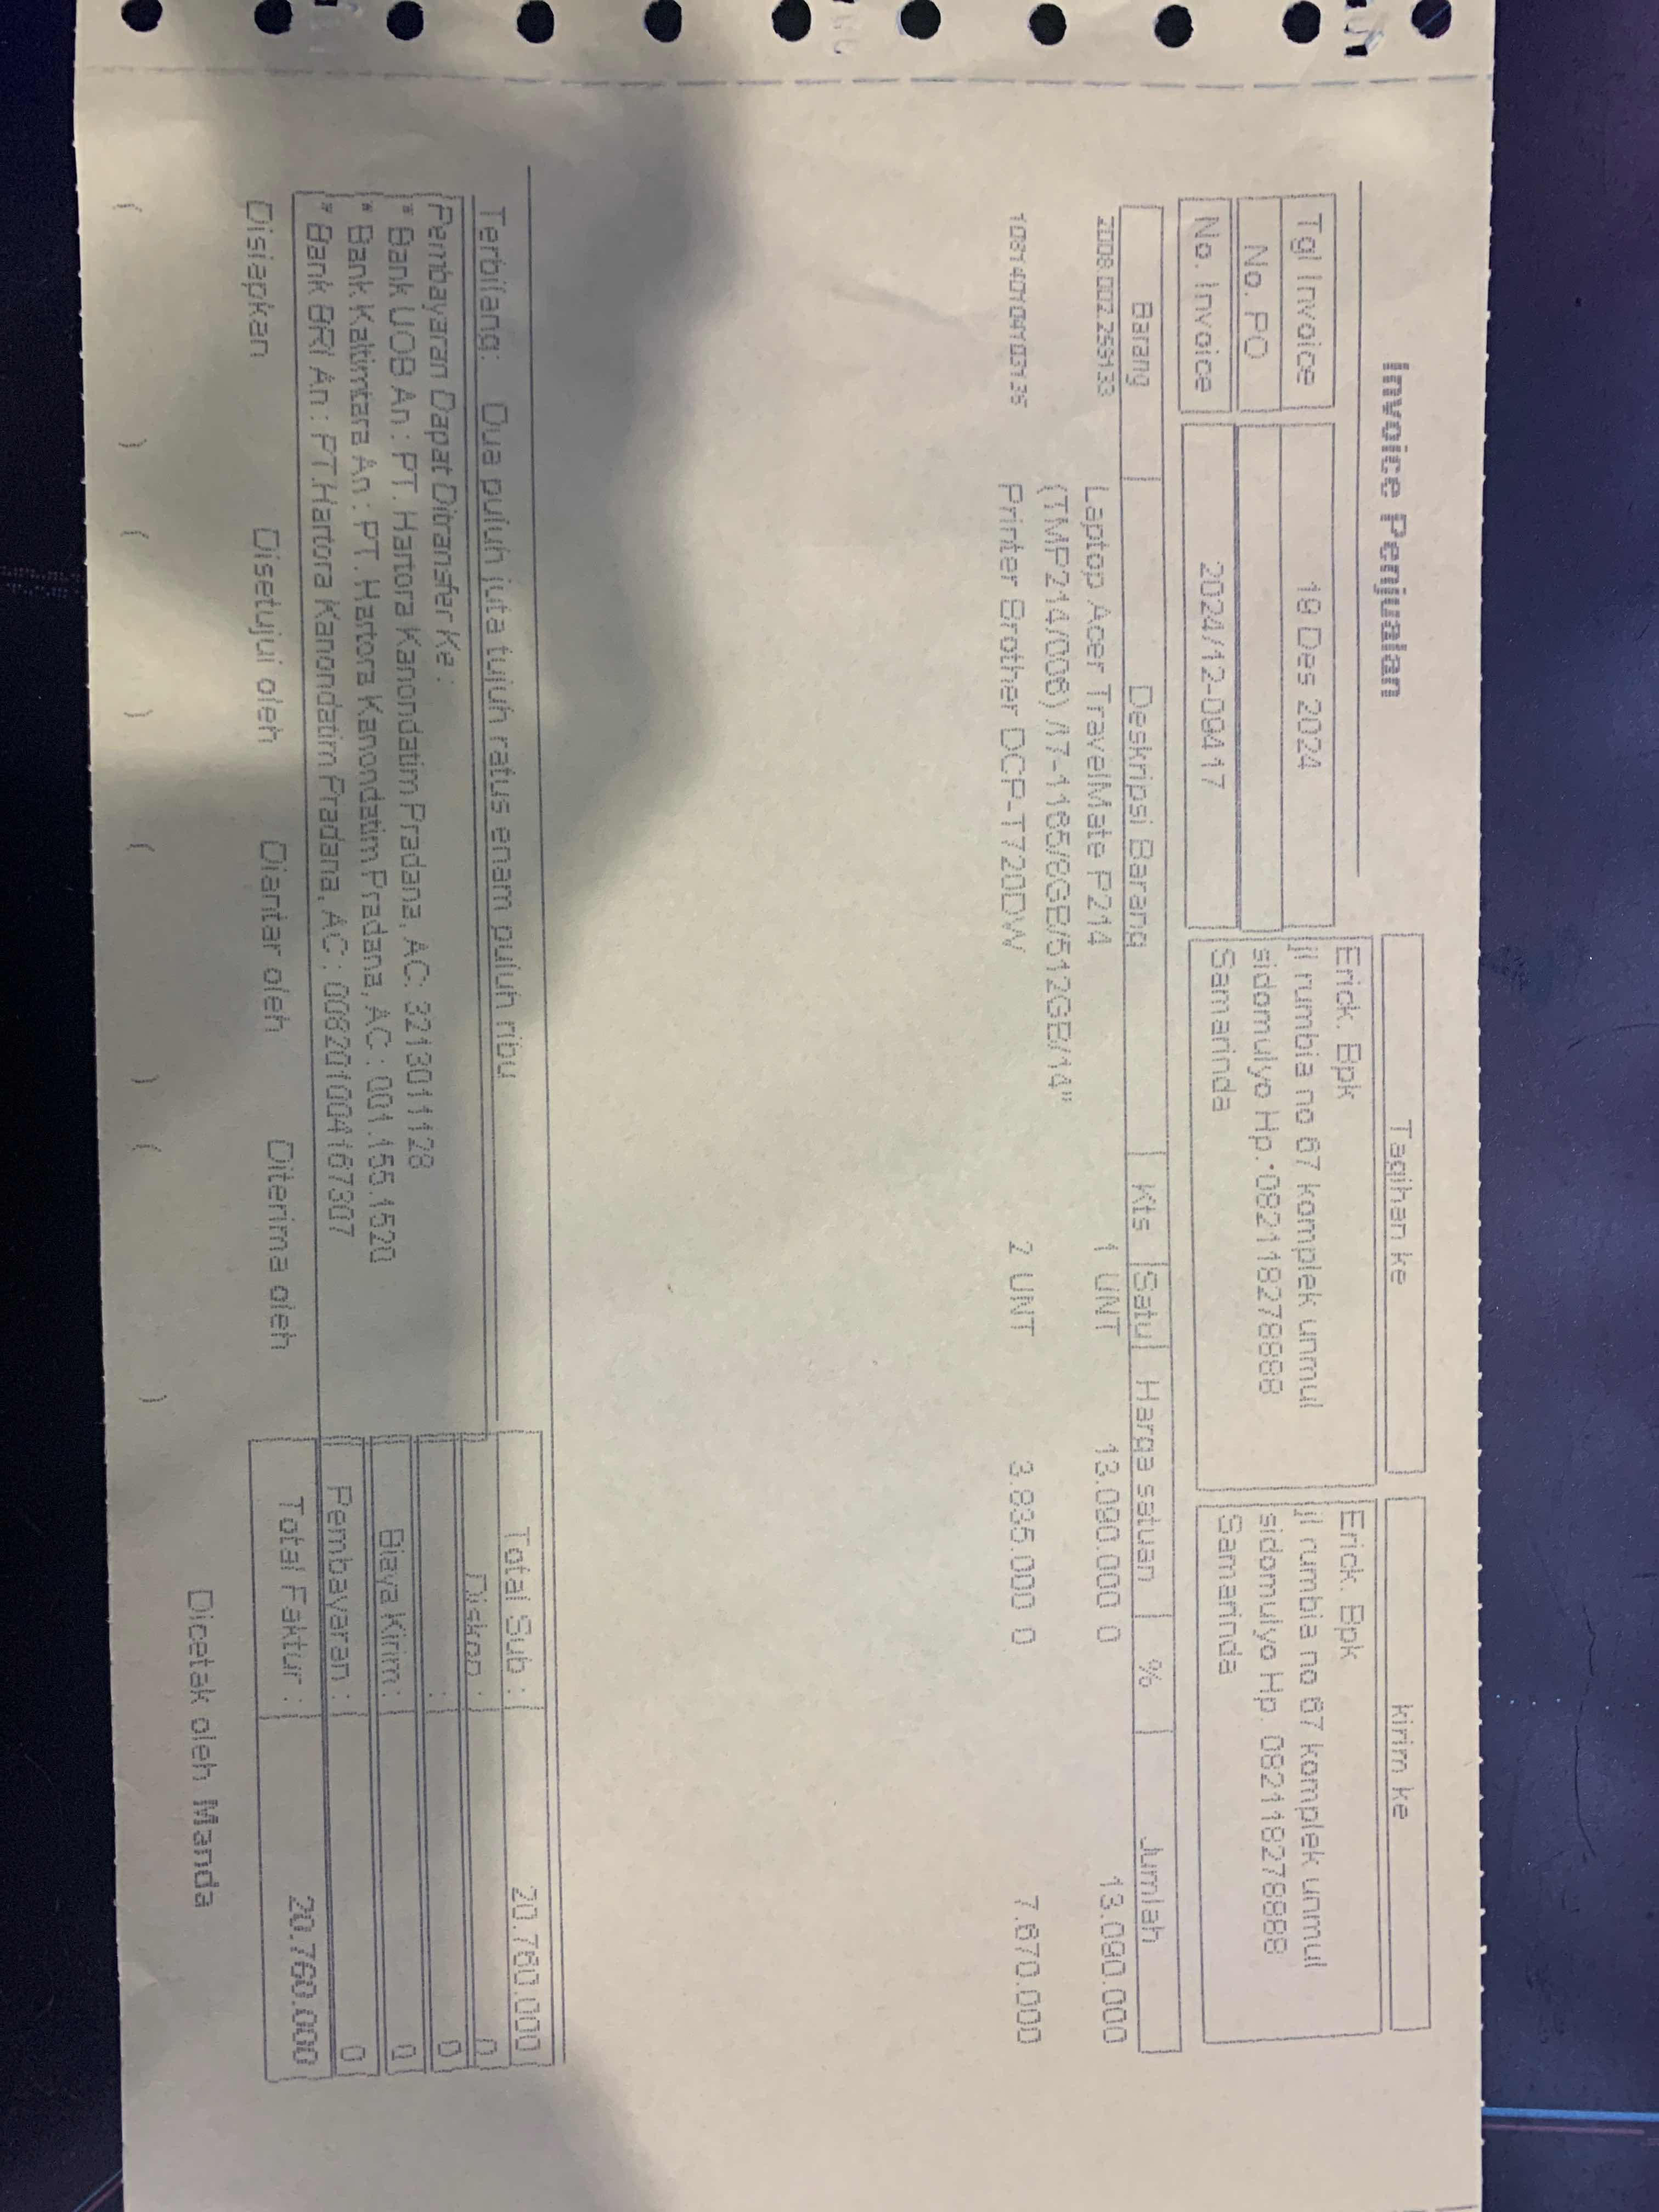 Invoice Penjualan
Tagihan ke
kirim ke
Tgl Invoice 19 Des 2024
No. PO
No. Invoice 2024/12-09417
Erick. Bpk
jl rumbia no 67 komplek unmul
sidomulyo Hp.:082118278888
Samarinda
Erick. Bpk
jl rumbia no 67 komplek unmul
sidomulyo Hp. 082118278888
Samarinda
Barang Deskripsi Barang Kts Satu Harga satuan % Jumlah
Laptop Acer TravelMate P214 1 UNT 13.090.000 0 13.090.000
(TMP214/006) /i7-1165/8GB/512GB/14"
Printer Brother DCP-T720DW 2 UNT 3.835.000 0 7.670.000
Terbilang: Dua puluh juta tujuh ratus enam puluh ribu
Pembayaran Dapat Ditransfer Ke :
* Bank UOB An : PT. Hartora Kanondatim Pradana, AC: 3213011128
* Bank Kaltimtara An : PT. Hartora Kanondatim Pradana, AC : 001.155.1520
* Bank BRI An : PT.Hartora Kanondatim Pradana, AC : 008201004167307
Total Sub : 20.760.000
Diskon : 0
: 0
Biaya Kirim : 0
Pembayaran : 0
Total Faktur : 20.760.000
Disiapkan Disetujui oleh Diantar oleh Diterima oleh
( ) ( ) ( ) ( )
Dicetak oleh Manda